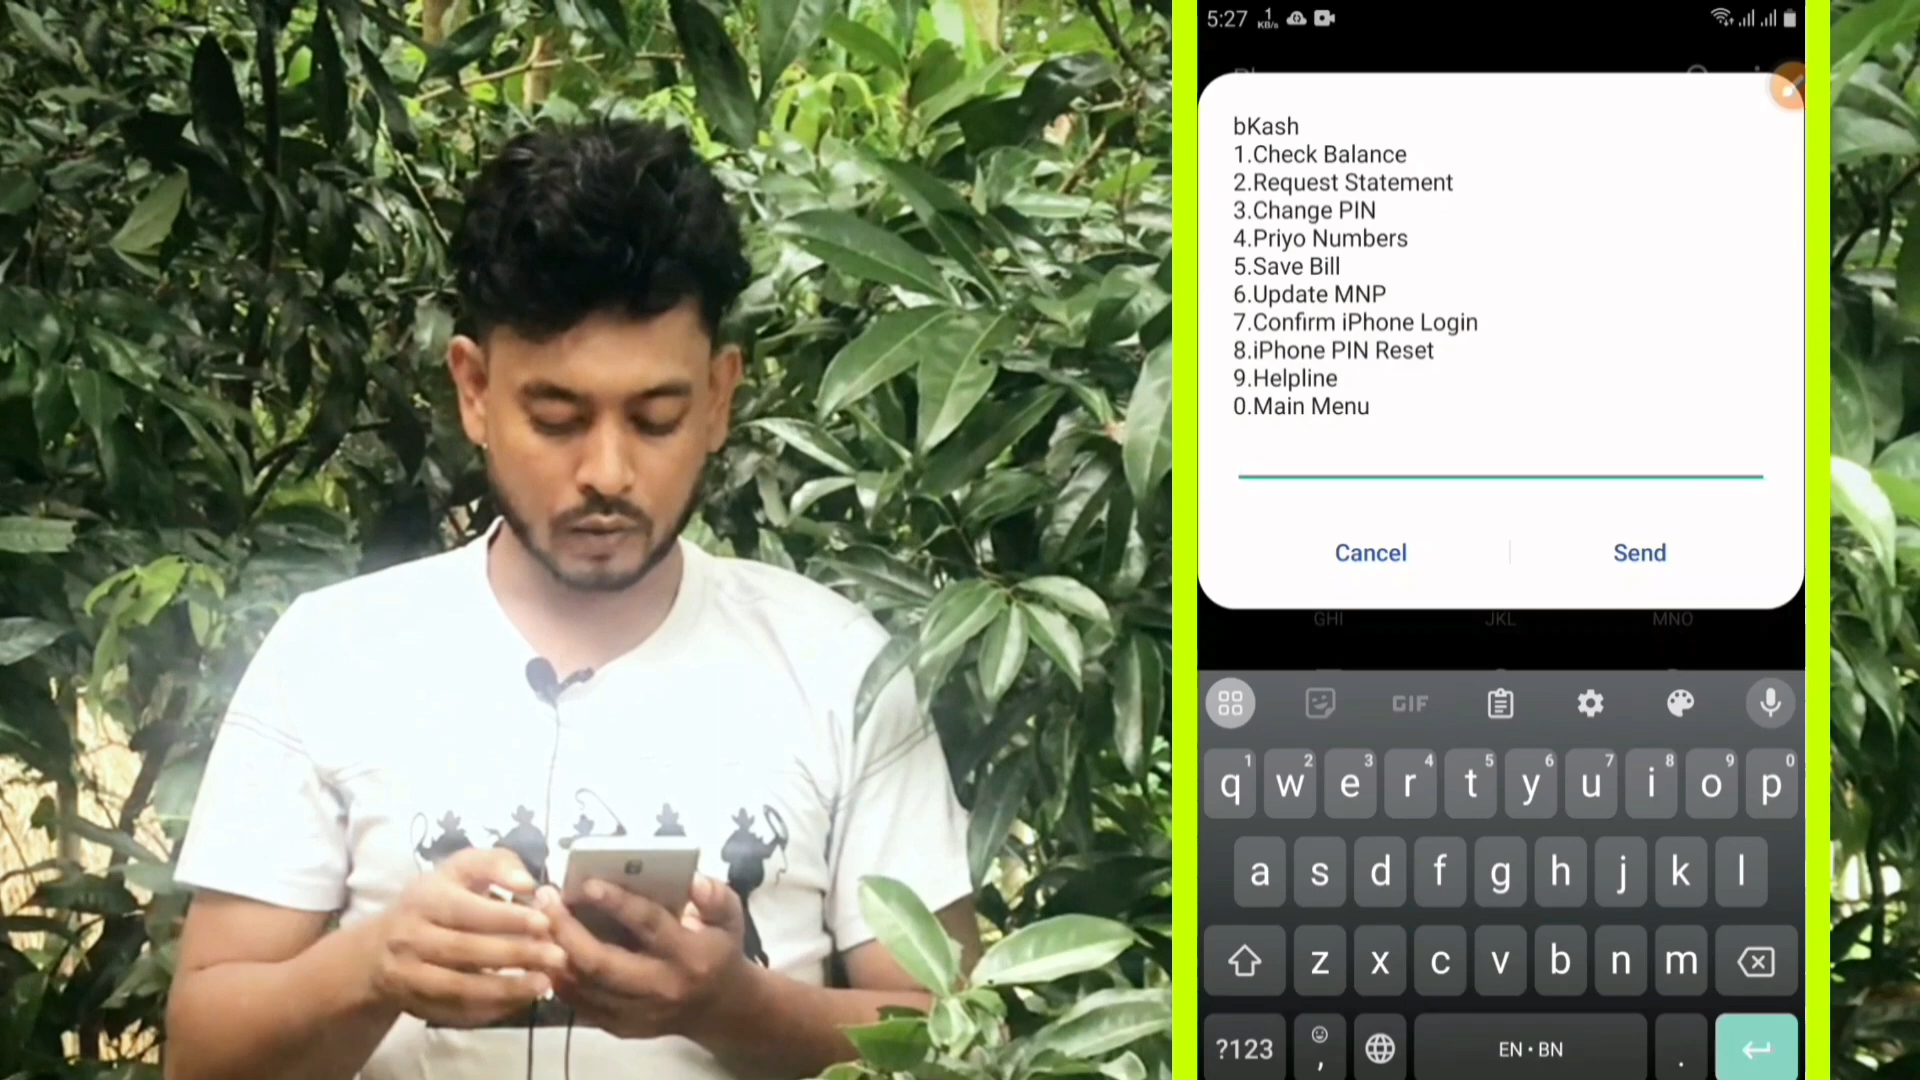 5:27 1 KB/s
bKash
1.Check Balance
2.Request Statement
3.Change PIN
4.Priyo Numbers
5.Save Bill
6.Update MNP
7.Confirm iPhone Login
8.iPhone PIN Reset
9.Helpline
0.Main Menu
Cancel Send
GHI JKL MNO
GIF
1 2 3 4 5 6 7 8 9 0
q w e r t y u i o p
a s d f g h j k l
z x c v b n m
?123 , EN • BN .